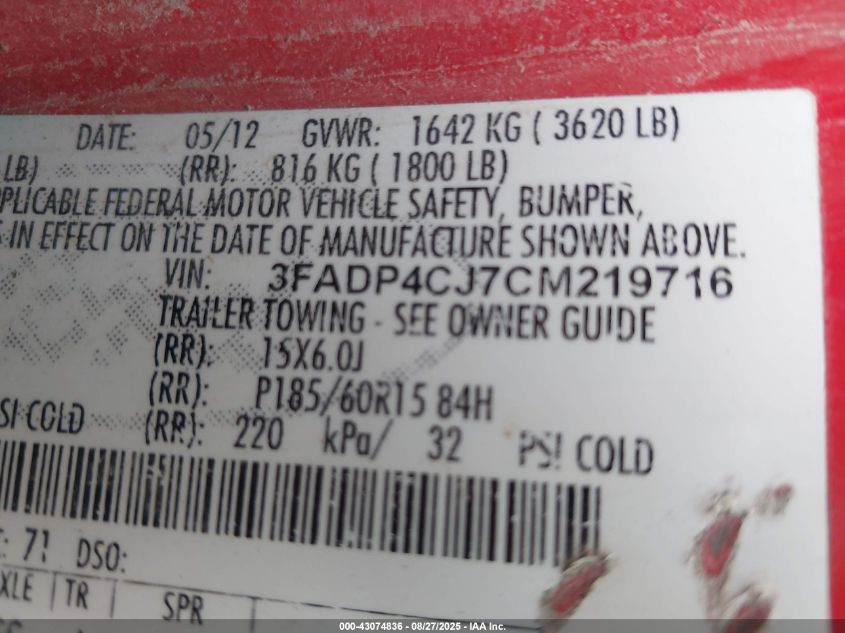 DATE: 05/12 GVWR: 1642 KG ( 3620 LB)
LB) (RR): 816 KG ( 1800 LB)
PPLICABLE FEDERAL MOTOR VEHICLE SAFETY, BUMPER,
S IN EFFECT ON THE DATE OF MANUFACTURE SHOWN ABOVE.
VIN: 3FADP4CJ7CM219716
TRAILER TOWING - SEE OWNER GUIDE
(RR): 15X6.0J
(RR): P185/60R15 84H
SI COLD (RR): 220 kPa/ 32 PSI COLD
: 71 DSO:
XLE TR SPR
000-43074836 - 08/27/2025 - IAA Inc.